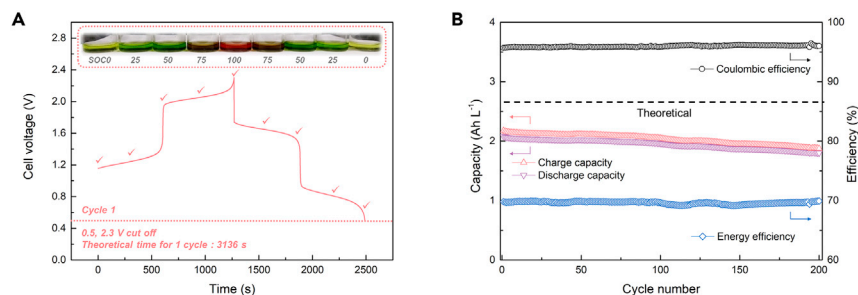 A
2.8
2.4
2.0
1.6
1.2
0.8
0.4
0.0
Cell voltage (V)
SOC0 25 50 75 100 75 50 25 0
Cycle 1
0.5, 2.3 V cut off
Theoretical time for 1 cycle : 3136 s
0 500 1000 1500 2000 2500
Time (s)
B
4
3
2
1
0
Capacity (Ah L⁻¹)
Coulombic efficiency
Theoretical
Charge capacity
Discharge capacity
Energy efficiency
100
90
80
70
60
Efficiency (%)
0 50 100 150 200
Cycle number